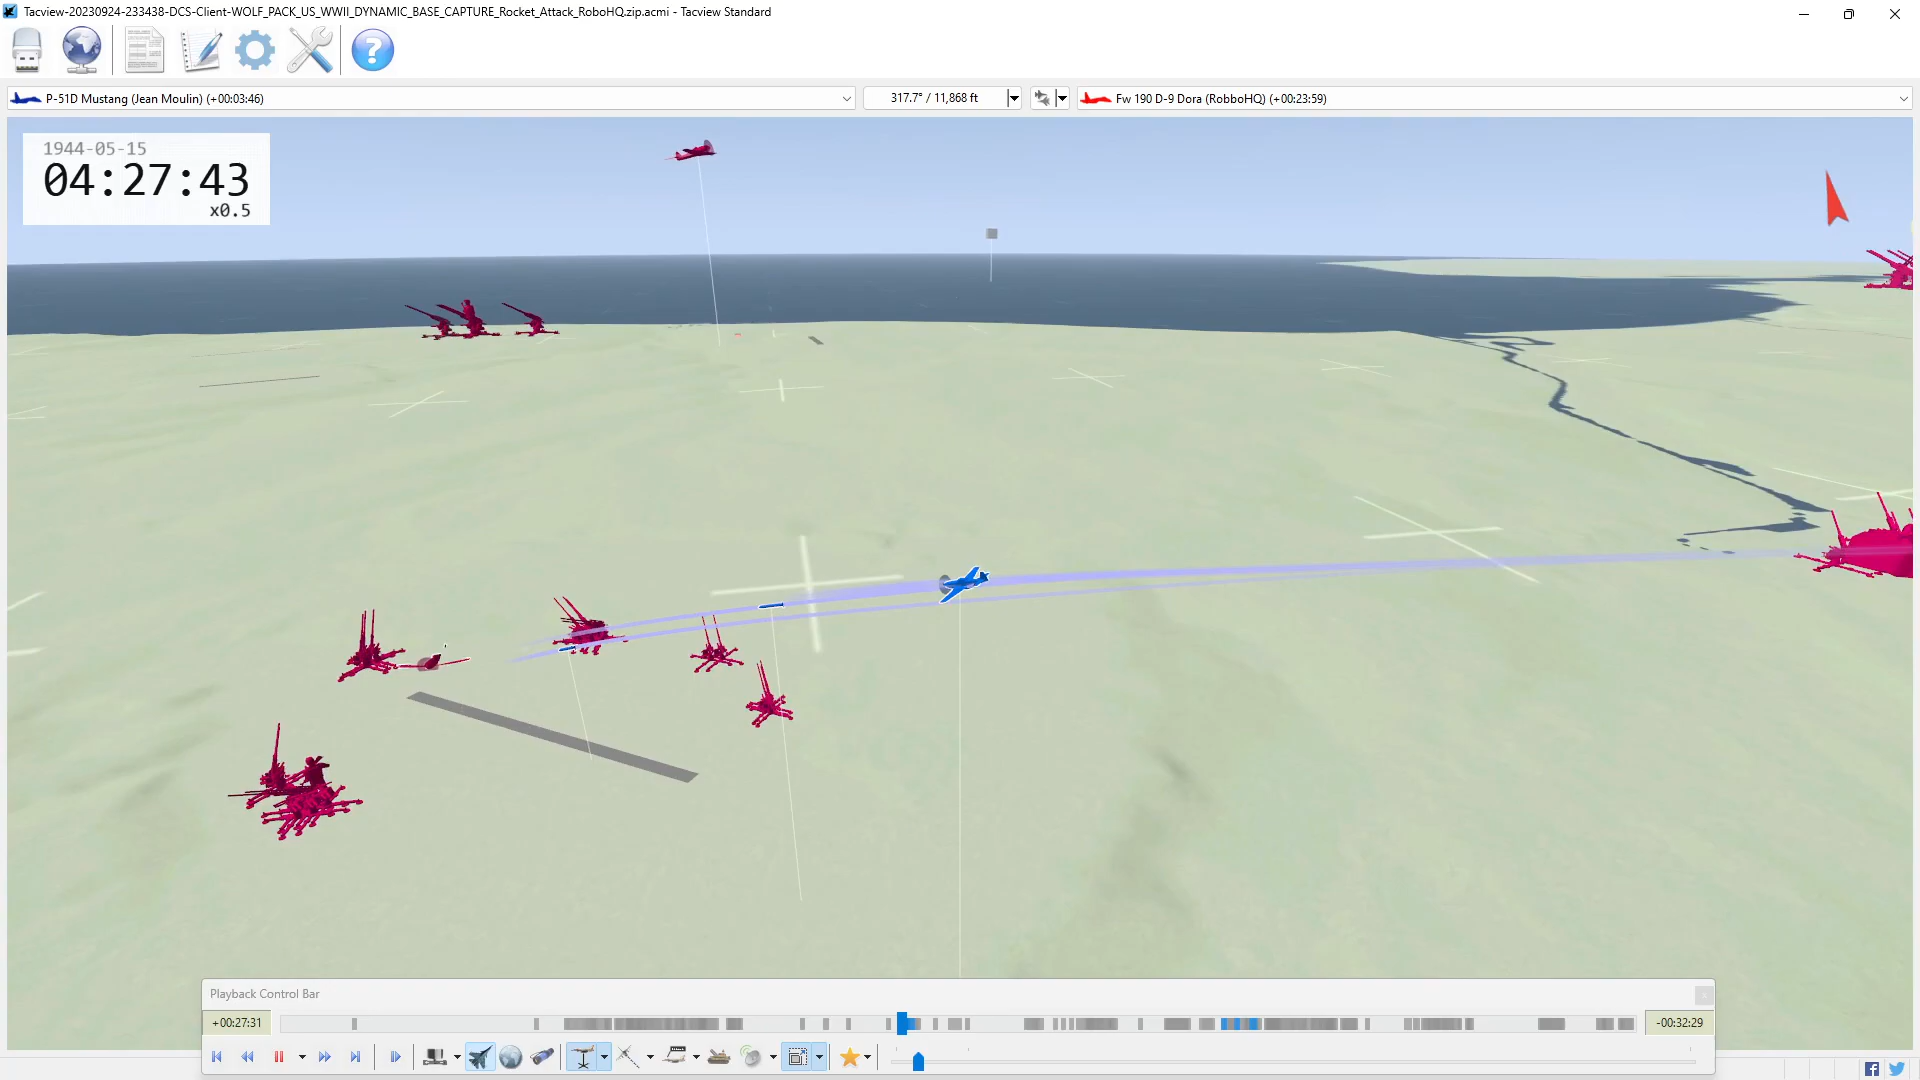 Tacview-20230924-233438-DCS-Client-WOLF_PACK_US_WWII_DYNAMIC_BASE_CAPTURE_Rocket_Attack_RoboHQ.zip.acmi - Tacview Standard
P-51D Mustang (Jean Moulin) (+00:03:46)
317.7° / 11,868 ft
Fw 190 D-9 Dora (RobboHQ) (+00:23:59)
1944-05-15
04:27:43
x0.5
Playback Control Bar
+00:27:31
-00:32:29